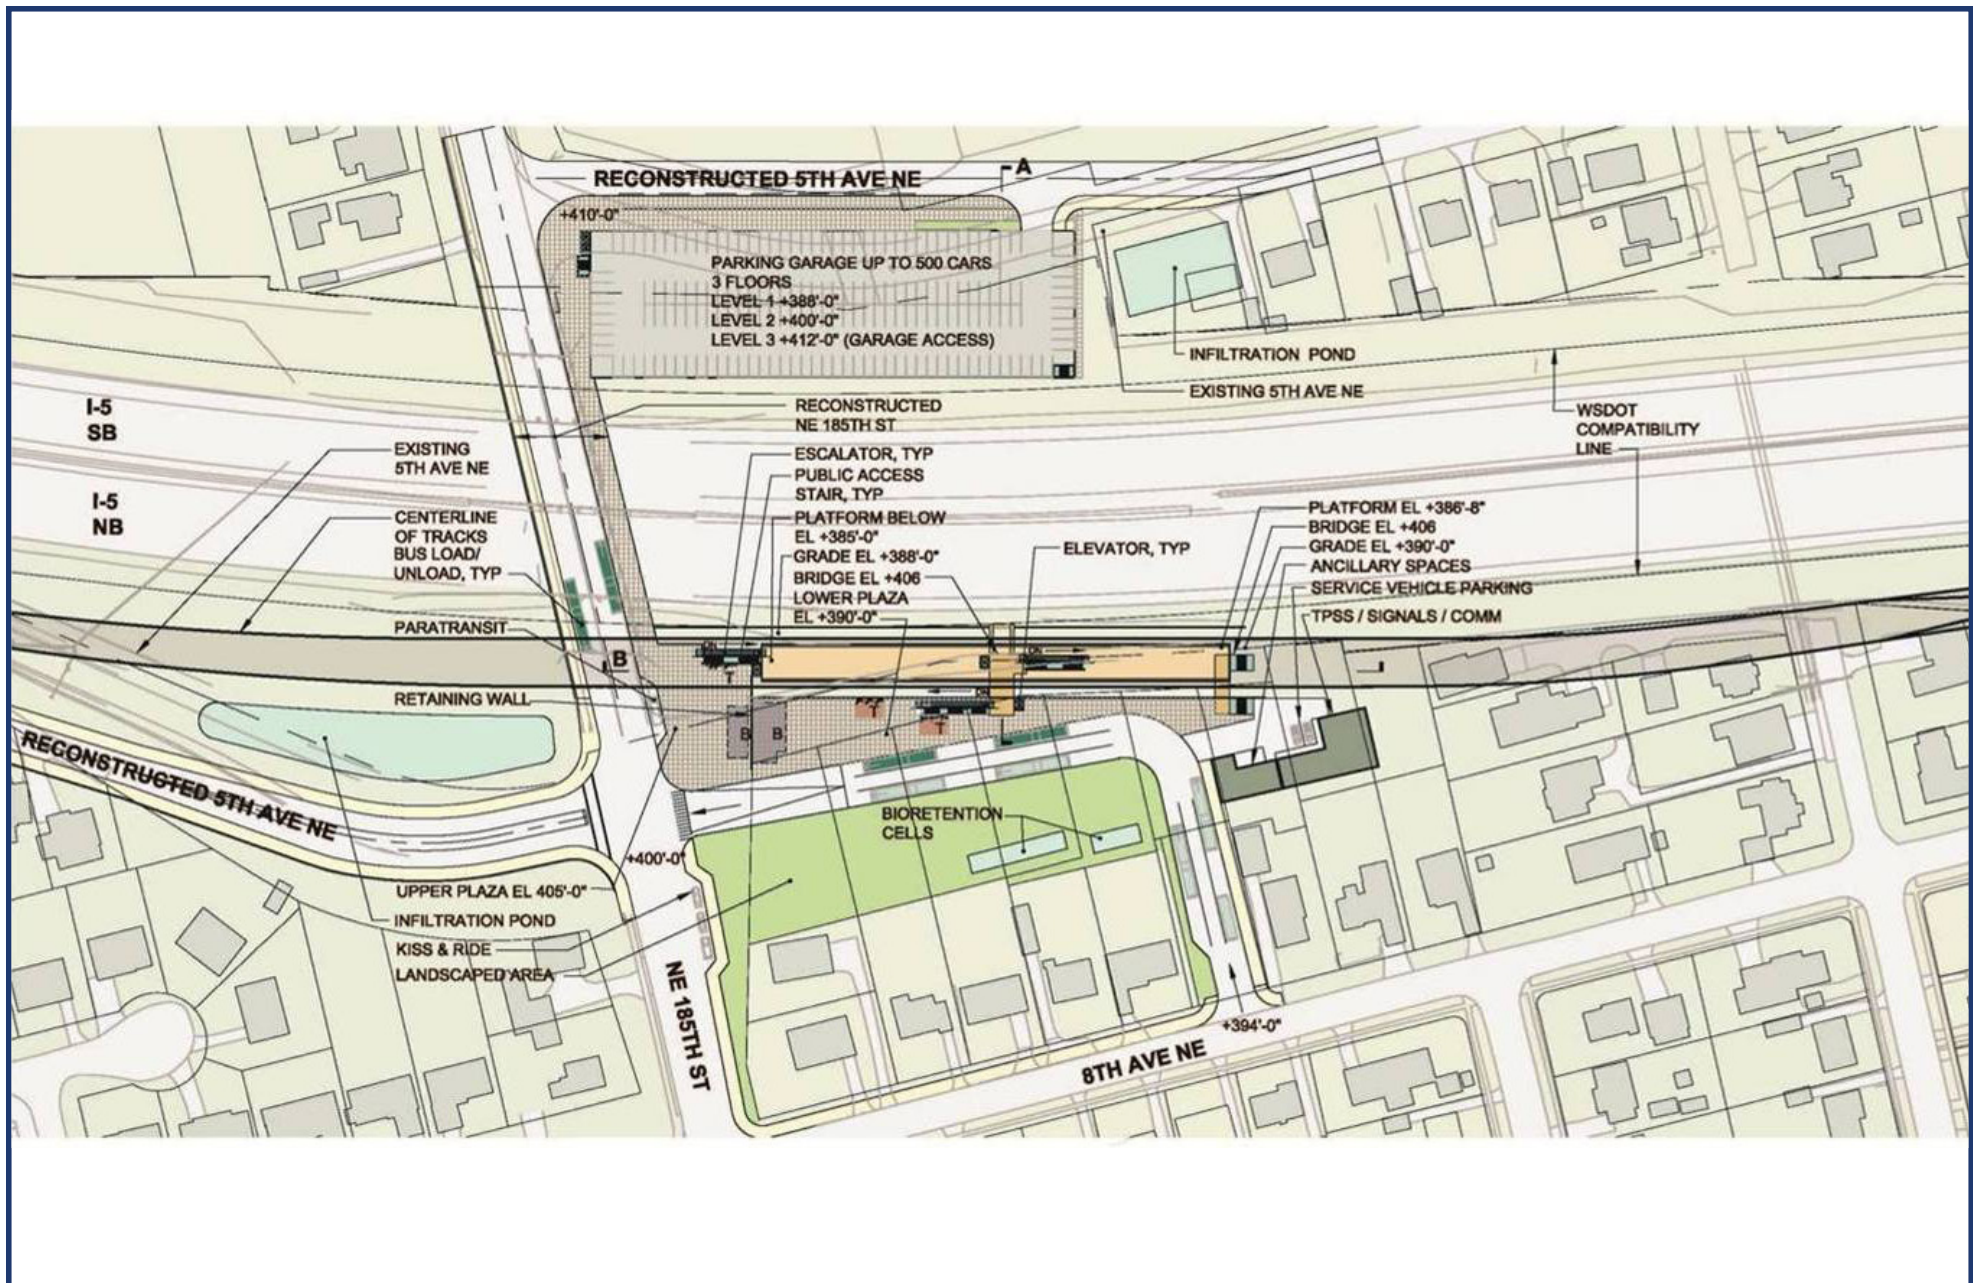 RECONSTRUCTED 5TH AVE NE
A
+410'-0"
PARKING GARAGE UP TO 500 CARS
3 FLOORS
LEVEL 1 +388'-0"
LEVEL 2 +400'-0"
LEVEL 3 +412'-0" (GARAGE ACCESS)
INFILTRATION POND
EXISTING 5TH AVE NE
WSDOT
COMPATIBILITY
LINE
I-5
SB
I-5
NB
EXISTING
5TH AVE NE
CENTERLINE
OF TRACKS
BUS LOAD/
UNLOAD, TYP
PARATRANSIT
RETAINING WALL
RECONSTRUCTED
NE 185TH ST
ESCALATOR, TYP
PUBLIC ACCESS
STAIR, TYP
PLATFORM BELOW
EL +385'-0"
GRADE EL +388'-0"
BRIDGE EL +406
LOWER PLAZA
EL +390'-0"
ELEVATOR, TYP
PLATFORM EL +386'-8"
BRIDGE EL +406
GRADE EL +390'-0"
ANCILLARY SPACES
SERVICE VEHICLE PARKING
TPSS / SIGNALS / COMM
B
DN
DN
B
T
DN
T
T
B
B
RECONSTRUCTED 5TH AVE NE
BIORETENTION
CELLS
+400'-0"
UPPER PLAZA EL 405'-0"
INFILTRATION POND
KISS & RIDE
LANDSCAPED AREA
NE 185TH ST
+394'-0"
8TH AVE NE